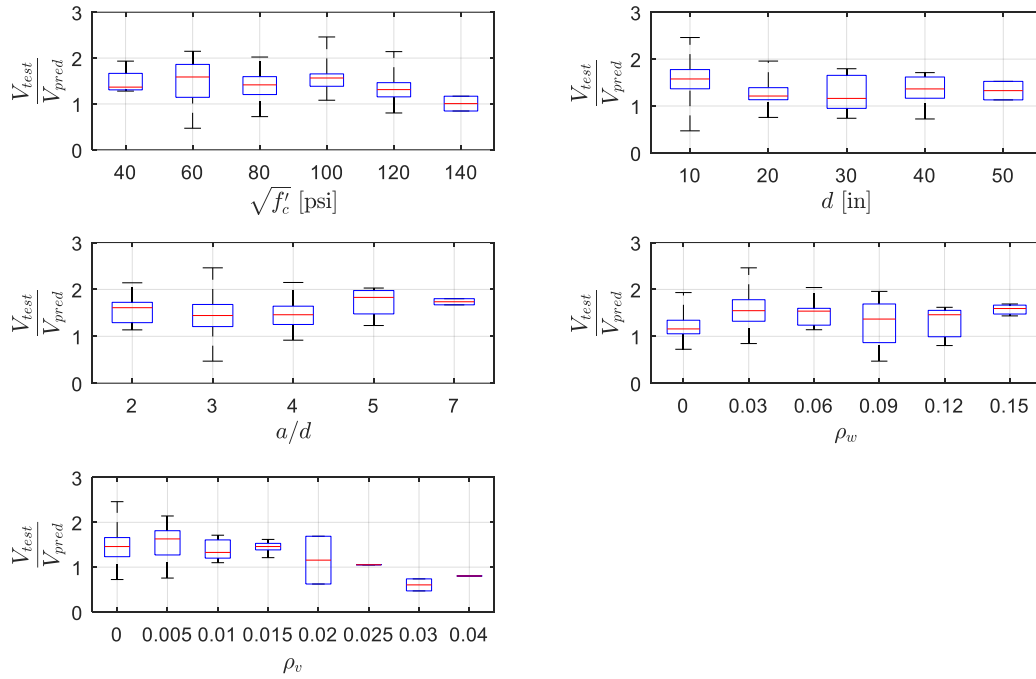 3
2
1
0
V_test
V_pred
40 60 80 100 120 140
√f′c [psi]
3
2
1
0
V_test
V_pred
10 20 30 40 50
d [in]
3
2
1
0
V_test
V_pred
2 3 4 5 7
a/d
3
2
1
0
V_test
V_pred
0 0.03 0.06 0.09 0.12 0.15
ρ_w
3
2
1
0
V_test
V_pred
0 0.005 0.01 0.015 0.02 0.025 0.03 0.04
ρ_v